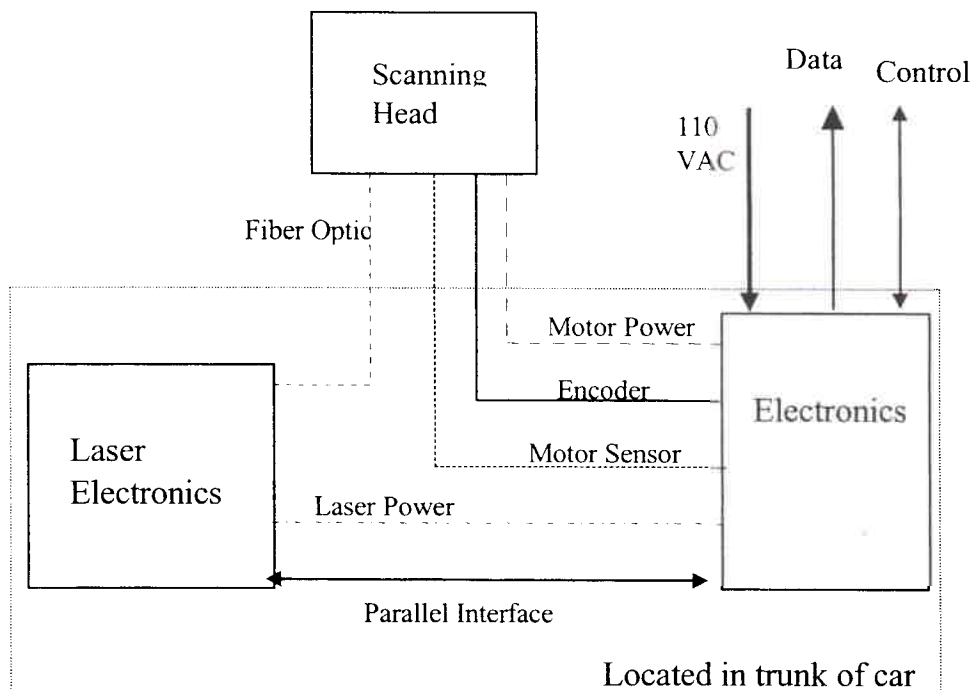 Scanning
Head
Data
Control
110
VAC
Fiber Optic
Motor Power
Encoder
Electronics
Motor Sensor
Laser
Electronics
Laser Power
Parallel Interface
Located in trunk of car